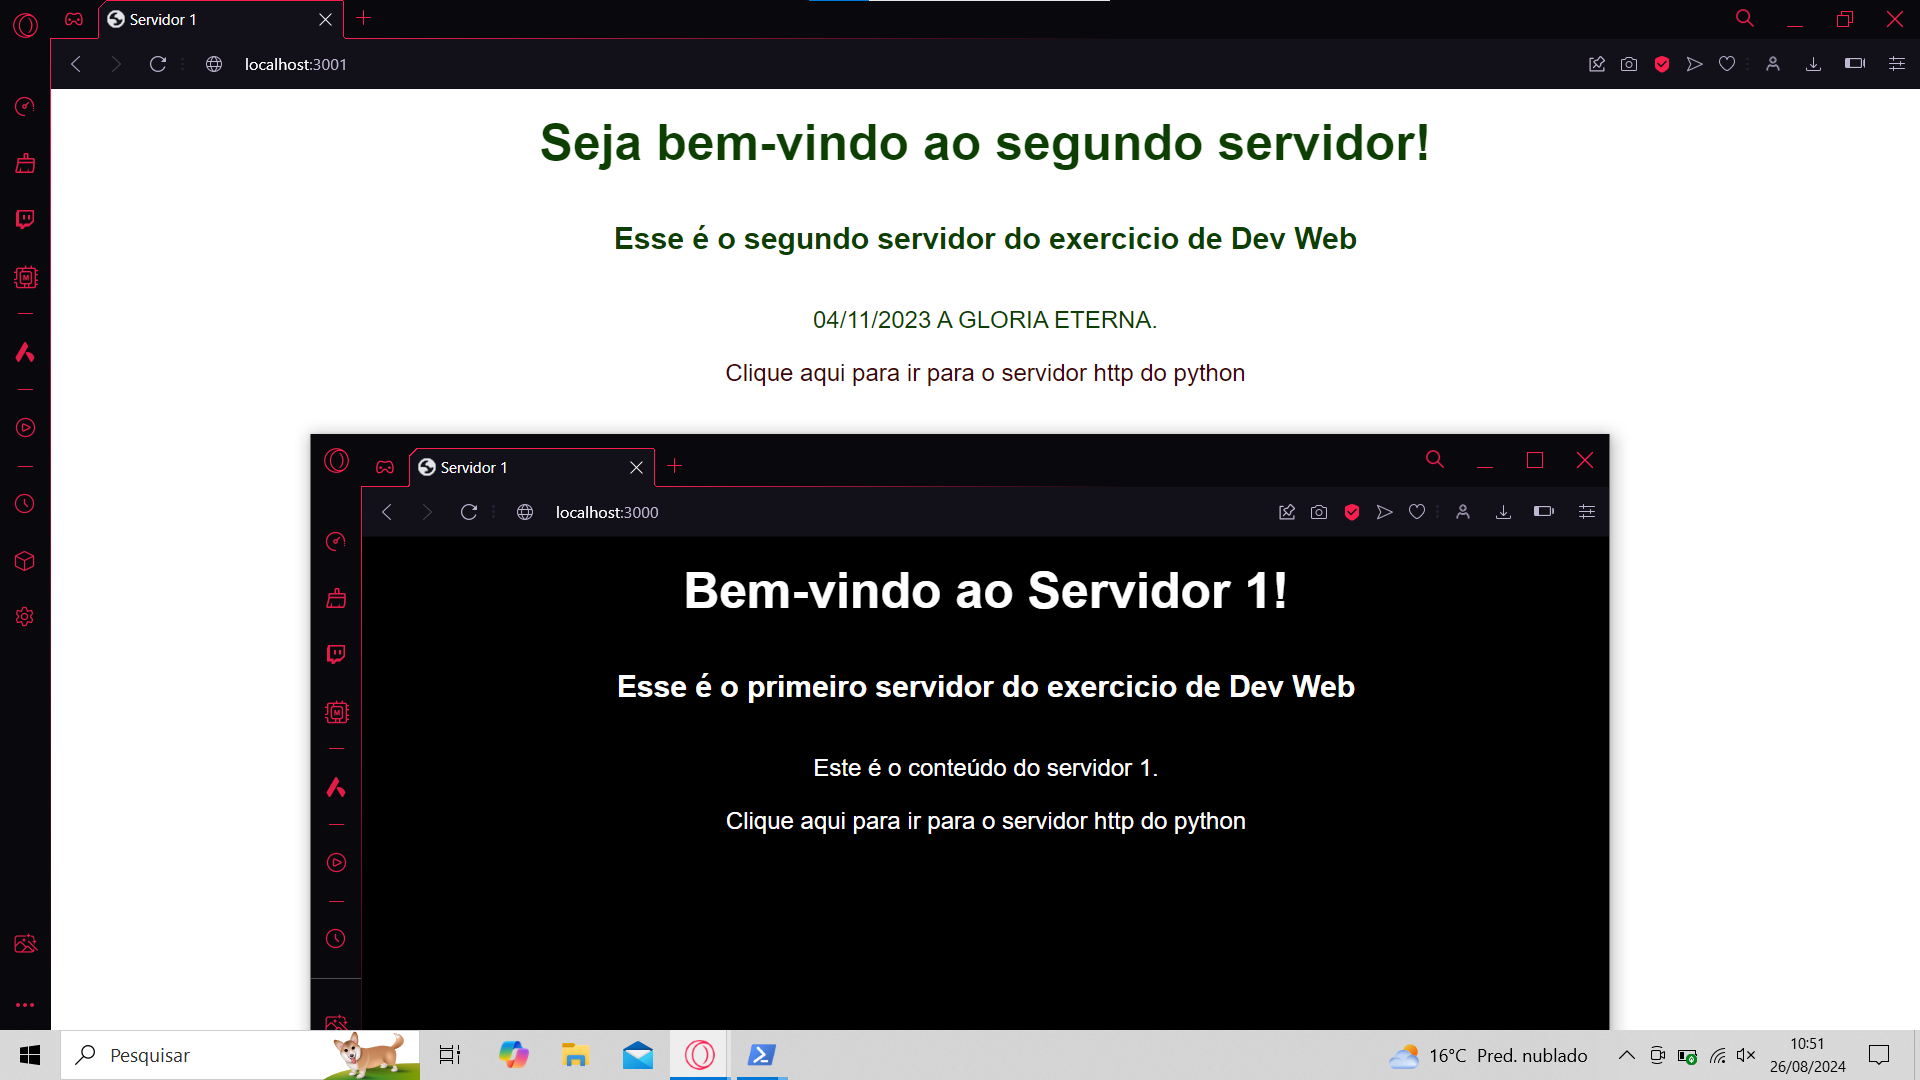 Servidor 1
localhost:3001
Seja bem-vindo ao segundo servidor!
Esse é o segundo servidor do exercicio de Dev Web
04/11/2023 A GLORIA ETERNA.
Clique aqui para ir para o servidor http do python
Servidor 1
localhost:3000
Bem-vindo ao Servidor 1!
Esse é o primeiro servidor do exercicio de Dev Web
Este é o conteúdo do servidor 1.
Clique aqui para ir para o servidor http do python
Pesquisar
16°C Pred. nublado
10:51
26/08/2024